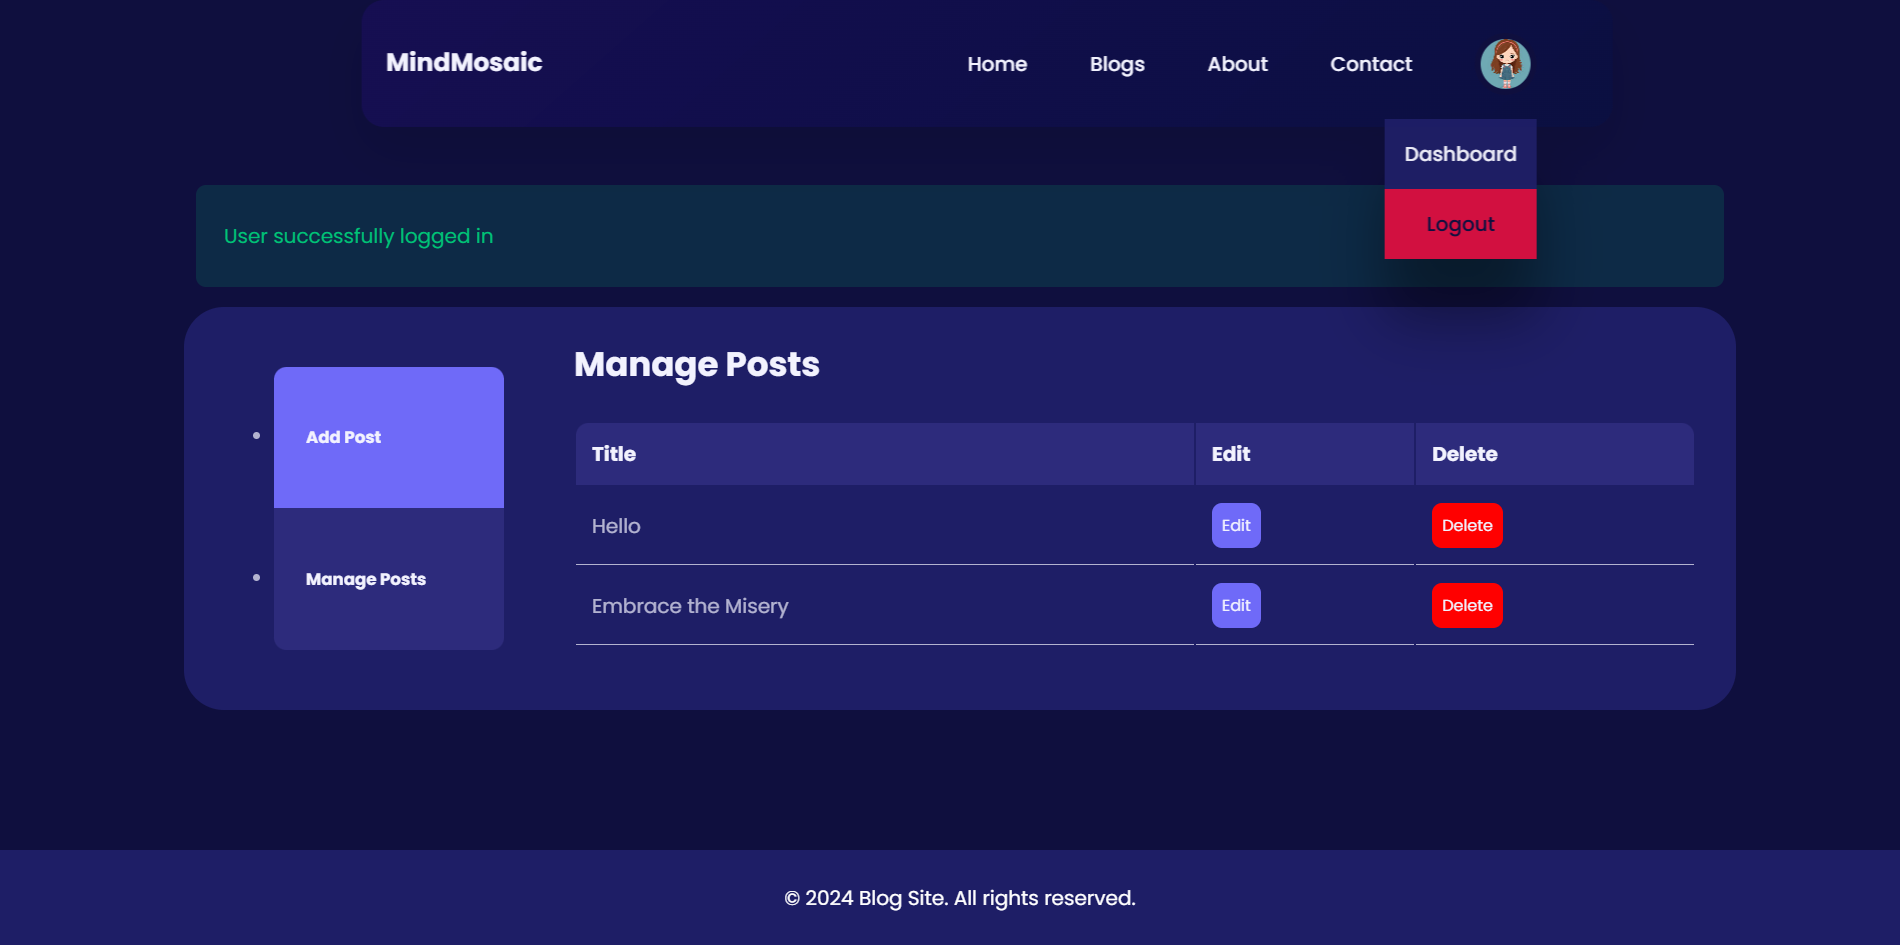 MindMosaic
Home Blogs About Contact
Dashboard
Logout
User successfully logged in
Add Post
Manage Posts
Manage Posts
Title Edit Delete
Hello Edit Delete
Embrace the Misery Edit Delete
© 2024 Blog Site. All rights reserved.